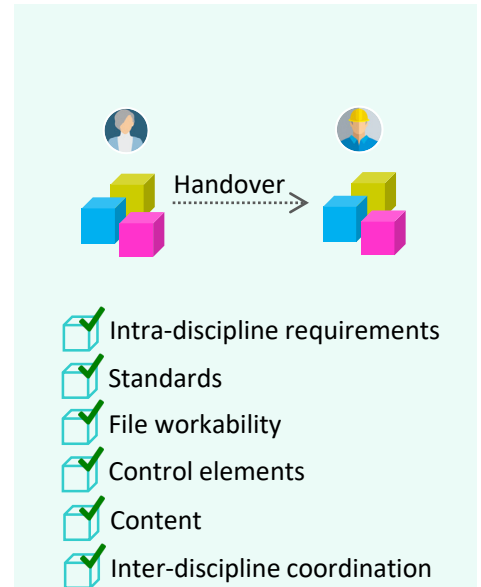 Handover
Intra-discipline requirements
Standards
File workability
Control elements
Content
Inter-discipline coordination